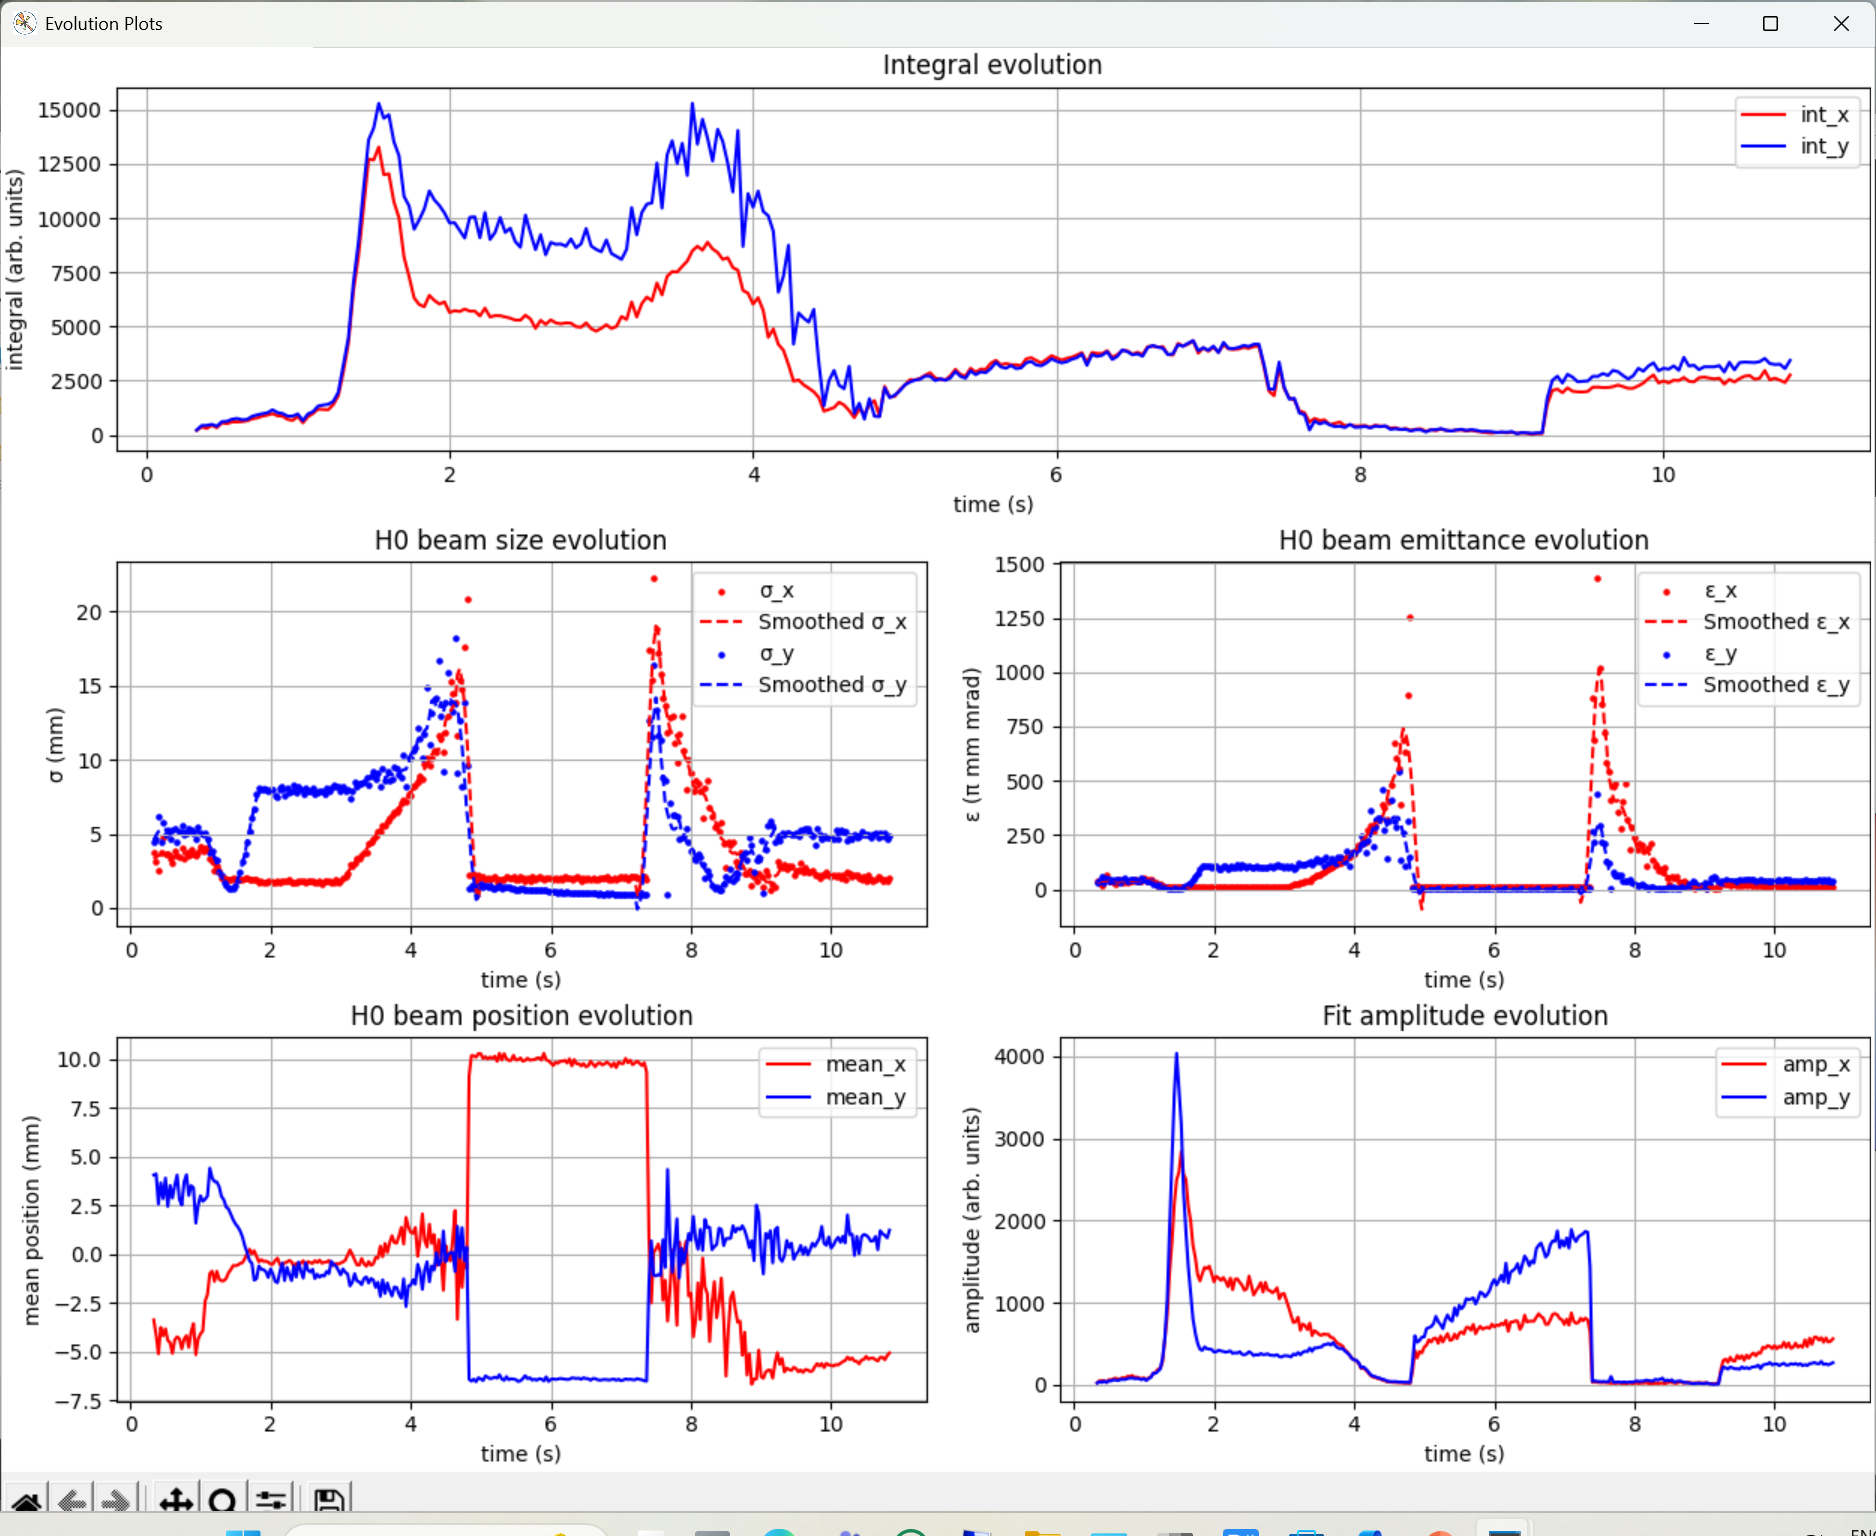 Evolution Plots
Integral evolution
integral (arb. units)
15000
12500
10000
7500
5000
2500
0
0 2 4 6 8 10
time (s)
int_x
int_y
H0 beam size evolution
σ (mm)
20
15
10
5
0
0 2 4 6 8 10
time (s)
σ_x
Smoothed σ_x
σ_y
Smoothed σ_y
H0 beam emittance evolution
ε (π mm mrad)
1500
1250
1000
750
500
250
0
0 2 4 6 8 10
time (s)
ε_x
Smoothed ε_x
ε_y
Smoothed ε_y
H0 beam position evolution
mean position (mm)
10.0
7.5
5.0
2.5
0.0
−2.5
−5.0
−7.5
0 2 4 6 8 10
time (s)
mean_x
mean_y
Fit amplitude evolution
amplitude (arb. units)
4000
3000
2000
1000
0
0 2 4 6 8 10
time (s)
amp_x
amp_y